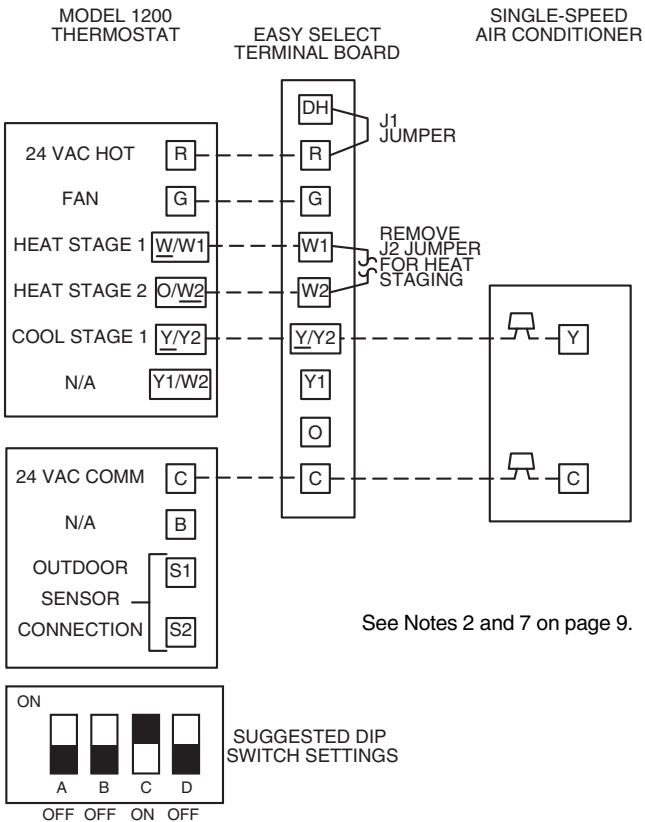 MODEL 1200
THERMOSTAT
EASY SELECT
TERMINAL BOARD
SINGLE-SPEED
AIR CONDITIONER
DH
J1
JUMPER
24 VAC HOT R R
FAN G G
HEAT STAGE 1 W/W1 W1
REMOVE
J2 JUMPER
FOR HEAT
STAGING
HEAT STAGE 2 O/W2 W2
COOL STAGE 1 Y/Y2 Y/Y2 Y
N/A Y1/W2 Y1
O
24 VAC COMM C C C
N/A B
OUTDOOR S1
SENSOR
CONNECTION S2
See Notes 2 and 7 on page 9.
ON
A B C D
OFF OFF ON OFF
SUGGESTED DIP
SWITCH SETTINGS